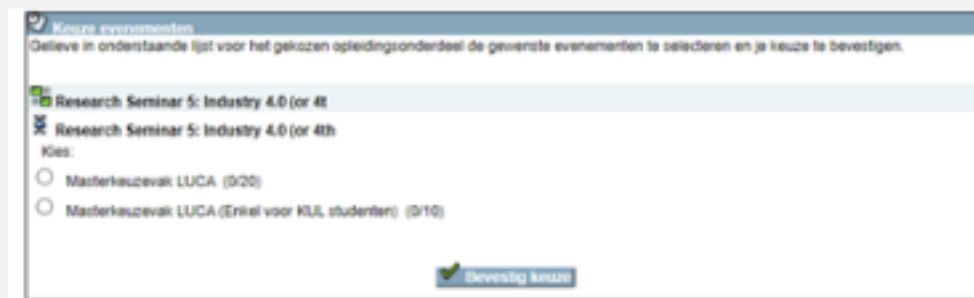 Keuze evenementen
Gelieve in onderstaande lijst voor het gekozen opleidingsonderdeel de gewenste evenementen te selecteren en je keuze te bevestigen.
Research Seminar 5: Industry 4.0 (or 4t
Research Seminar 5: Industry 4.0 (or 4th
Kies:
Masterkeuzevak LUCA (0/20)
Masterkeuzevak LUCA (Enkel voor KUL studenten) (0/10)
Bevestig keuze